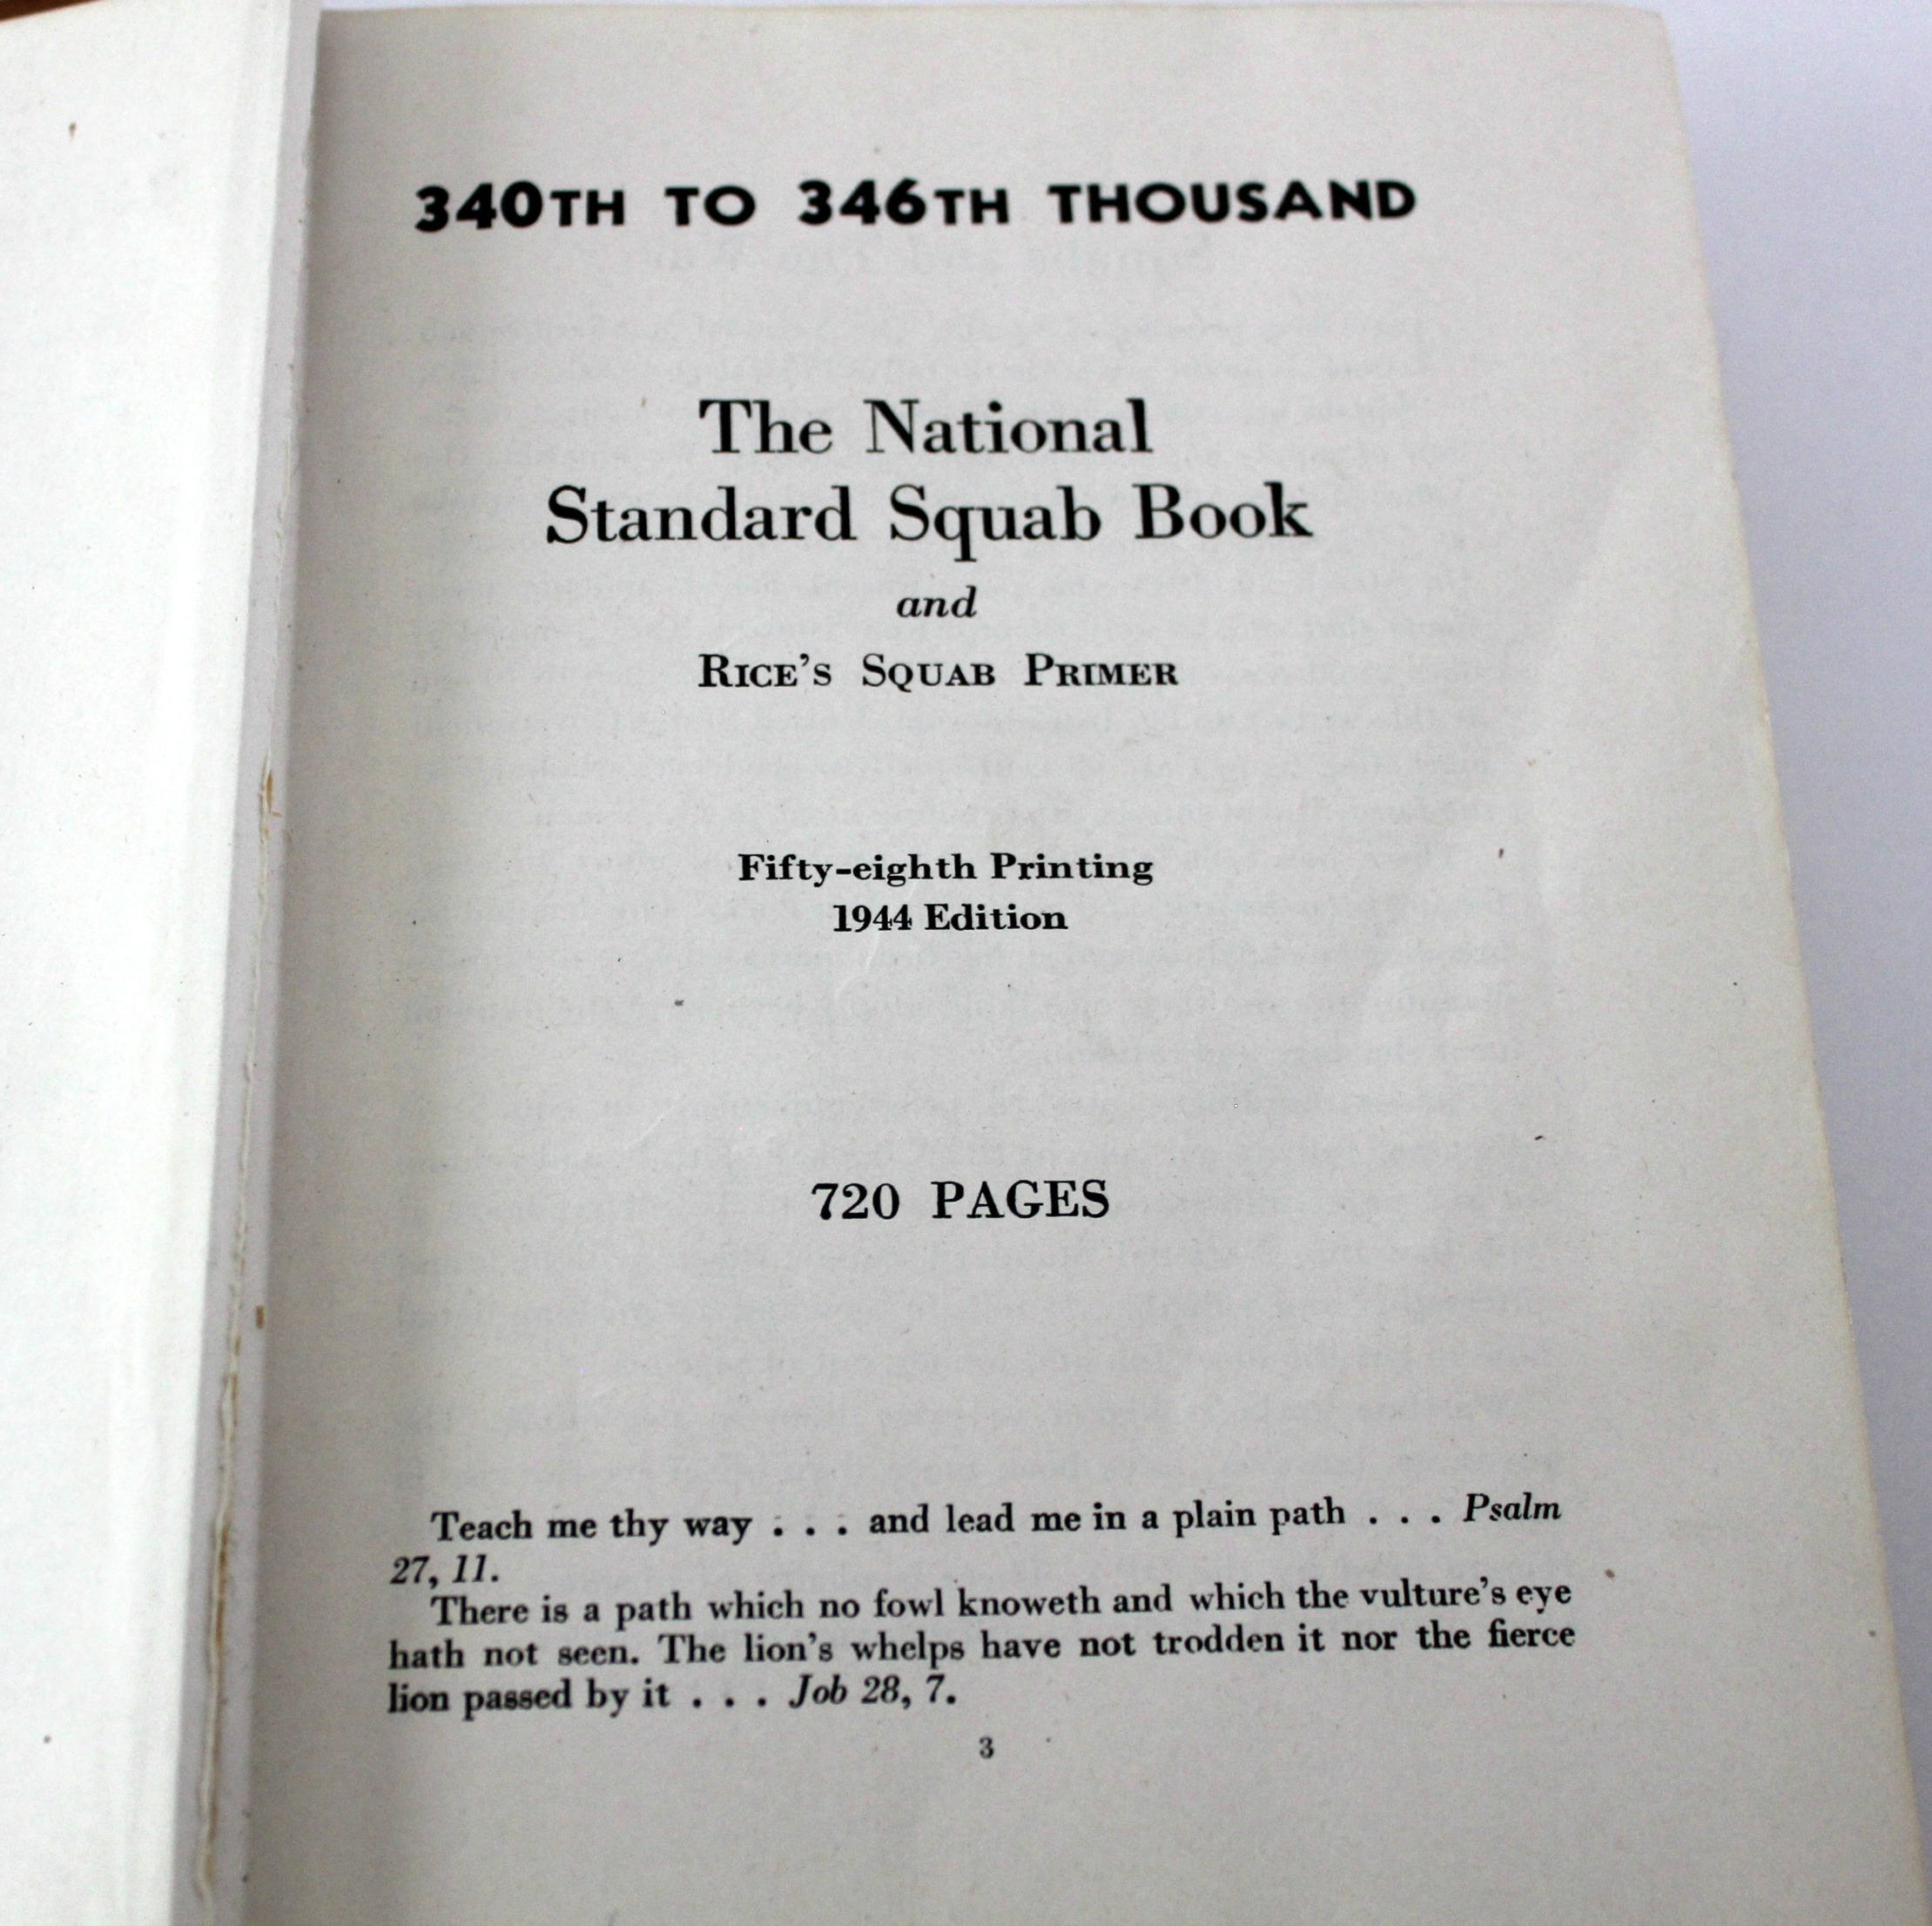 340TH TO 346TH THOUSAND
The National
Standard Squab Book
and
RICE'S SQUAB PRIMER
Fifty-eighth Printing
1944 Edition
720 PAGES
Teach me thy way . . . and lead me in a plain path . . . Psalm
27, 11.
There is a path which no fowl knoweth and which the vulture's eye
hath not seen. The lion's whelps have not trodden it nor the fierce
lion passed by it . . . Job 28, 7.
3